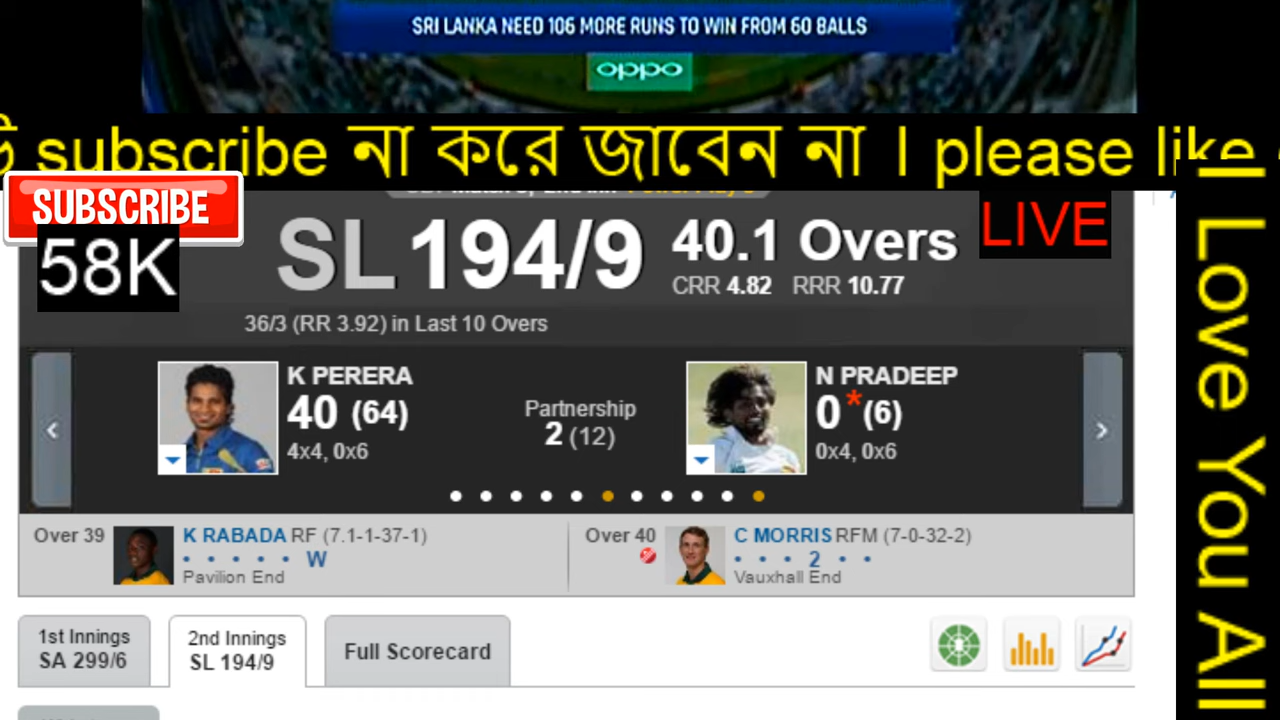 SRI LANKA NEED 106 MORE RUNS TO WIN FROM 60 BALLS
oppo
subscribe না করে জাবেন না । please like
SUBSCRIBE
58K
LIVE
SL 194/9
40.1 Overs
CRR 4.82 RRR 10.77
36/3 (RR 3.92) in Last 10 Overs
K PERERA
40 (64)
4x4, 0x6
Partnership
2 (12)
N PRADEEP
0* (6)
0x4, 0x6
Over 39
K RABADA RF (7.1-1-37-1)
• • • • • W
Pavilion End
Over 40
C MORRIS RFM (7-0-32-2)
• • • 2 • •
Vauxhall End
1st Innings
SA 299/6
2nd Innings
SL 194/9
Full Scorecard
I Love You All